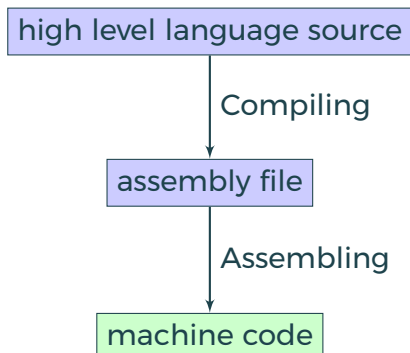 high level language source
Compiling
assembly file
Assembling
machine code